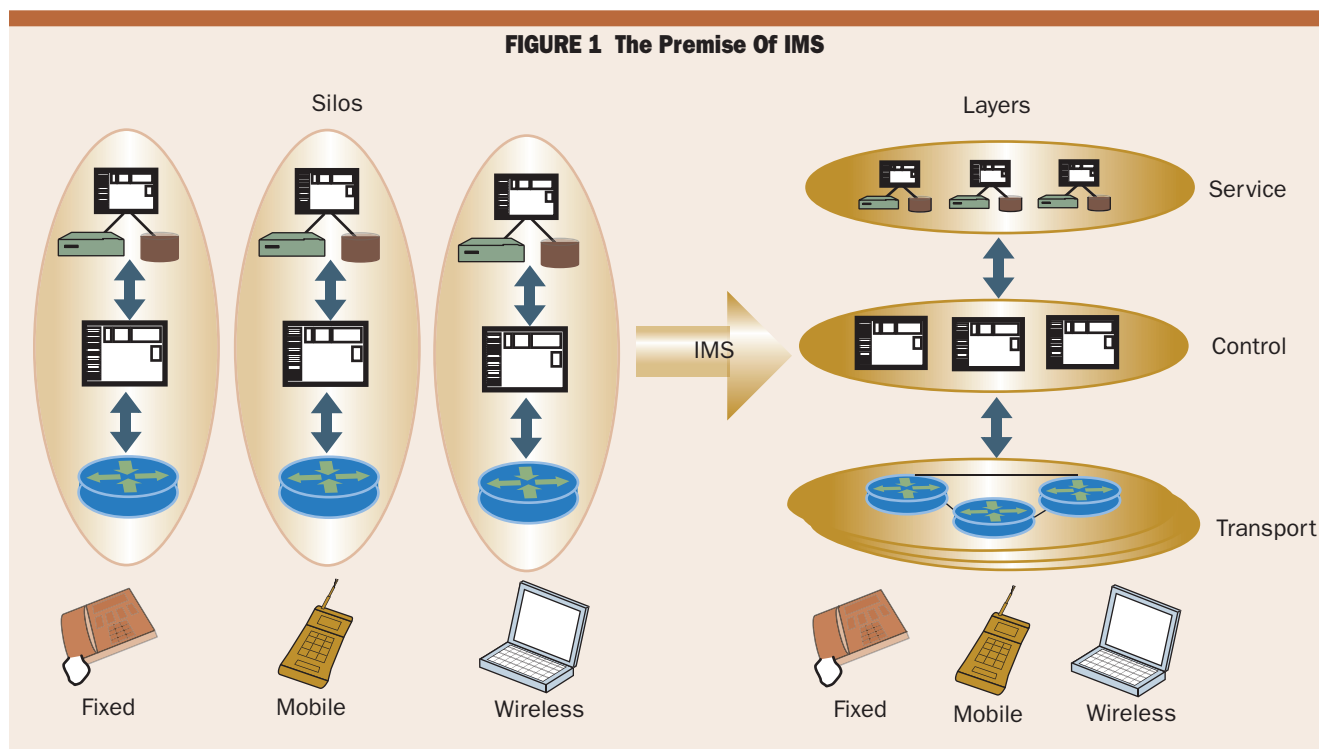 FIGURE 1 The Premise Of IMS
Silos
Layers
Service
IMS
Control
Transport
Fixed
Mobile
Wireless
Fixed
Mobile
Wireless